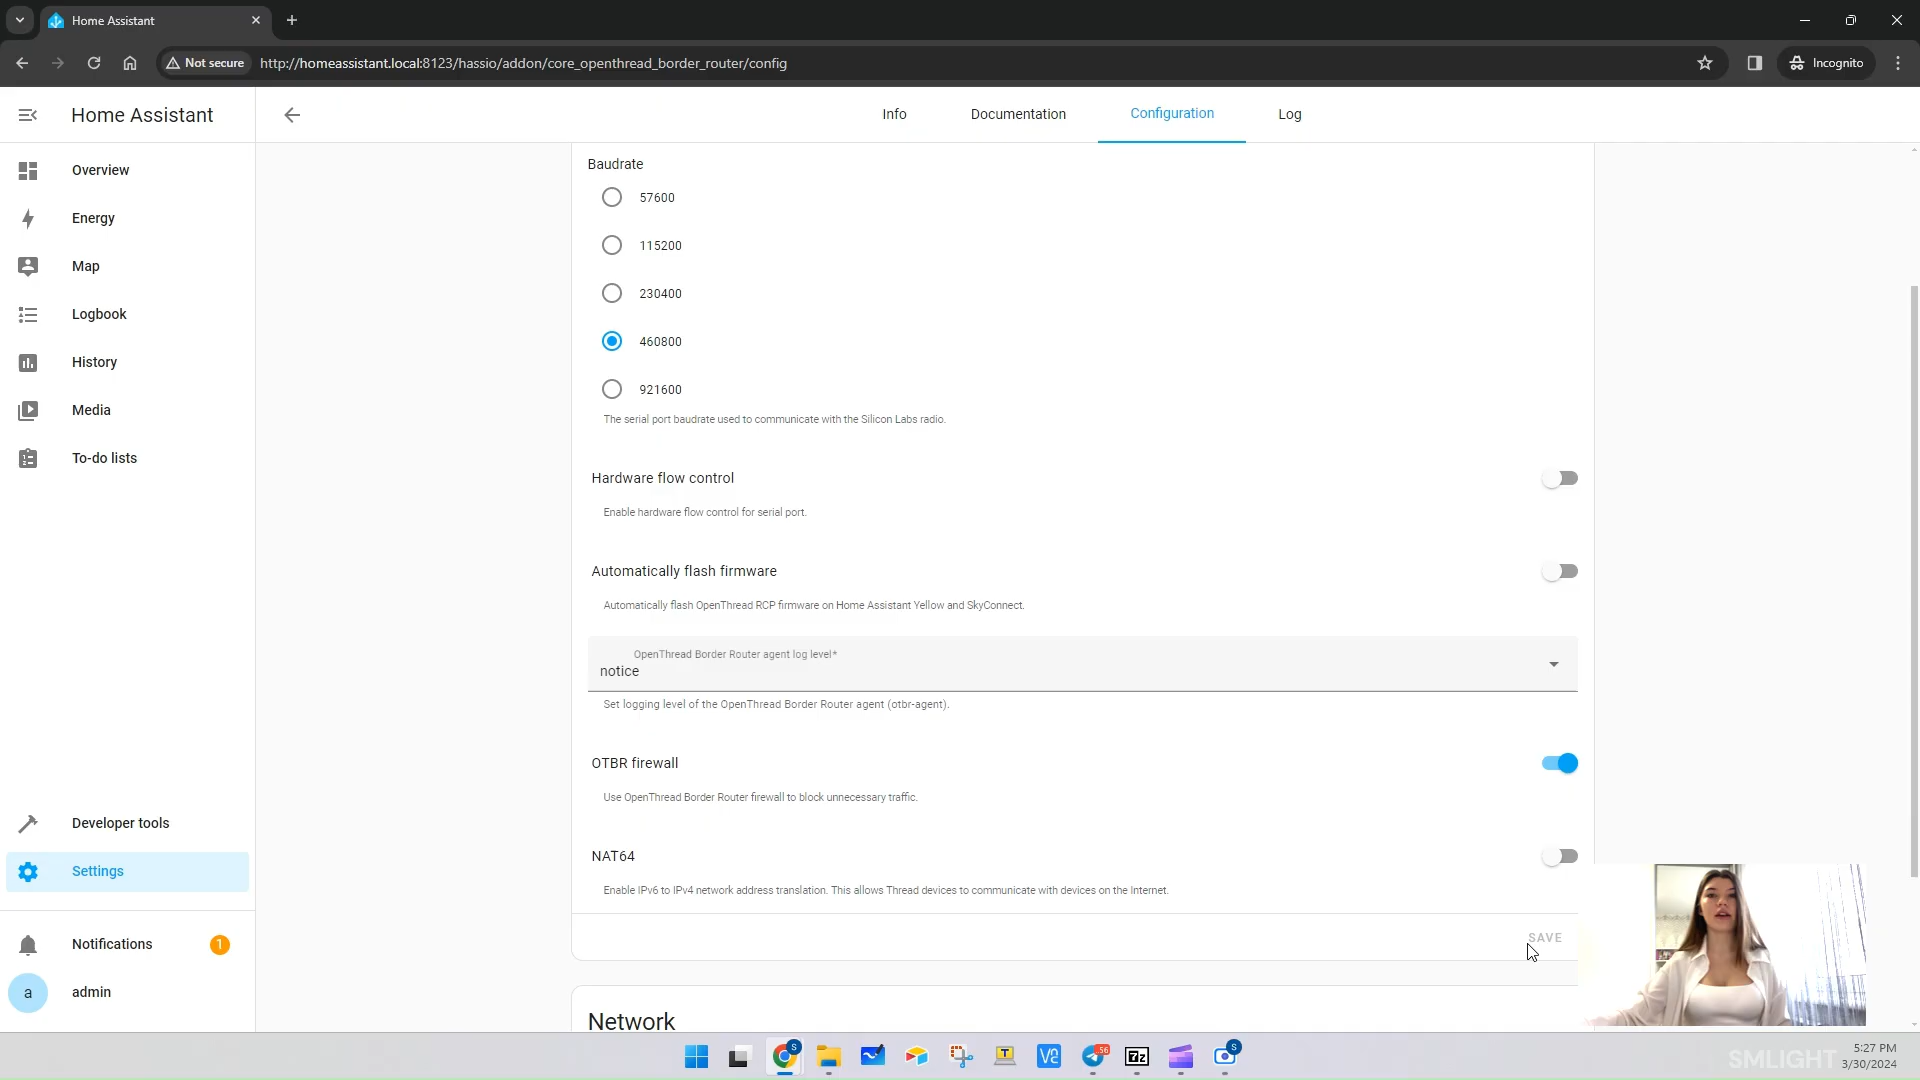 Home Assistant
Not secure
http://homeassistant.local:8123/hassio/addon/core_openthread_border_router/config
Incognito
Home Assistant
Info
Documentation
Configuration
Log
Overview
Energy
Map
Logbook
History
Media
To-do lists
Developer tools
Settings
Notifications
1
a
admin
Baudrate
57600
115200
230400
460800
921600
The serial port baudrate used to communicate with the Silicon Labs radio.
Hardware flow control
Enable hardware flow control for serial port.
Automatically flash firmware
Automatically flash OpenThread RCP firmware on Home Assistant Yellow and SkyConnect.
OpenThread Border Router agent log level*
notice
Set logging level of the OpenThread Border Router agent (otbr-agent).
OTBR firewall
Use OpenThread Border Router firewall to block unnecessary traffic.
NAT64
Enable IPv6 to IPv4 network address translation. This allows Thread devices to communicate with devices on the Internet.
SAVE
Network
S
T
56
7z
S
SMLIGHT
5:27 PM
3/30/2024